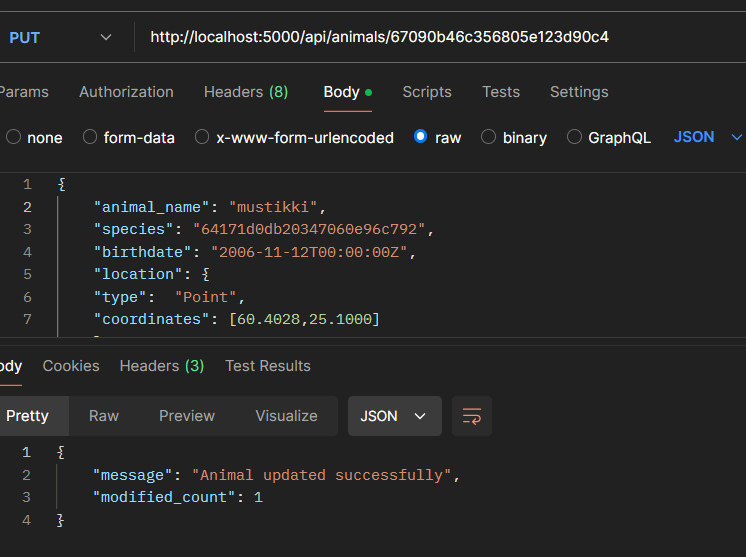 PUT http://localhost:5000/api/animals/67090b46c356805e123d90c4
Params Authorization Headers (8) Body Scripts Tests Settings
none form-data x-www-form-urlencoded raw binary GraphQL JSON
1 {
2 "animal_name": "mustikki",
3 "species": "64171d0db20347060e96c792",
4 "birthdate": "2006-11-12T00:00:00Z",
5 "location": {
6 "type":  "Point",
7 "coordinates": [60.4028,25.1000]
ody Cookies Headers (3) Test Results
Pretty Raw Preview Visualize JSON
1 {
2 "message": "Animal updated successfully",
3 "modified_count": 1
4 }